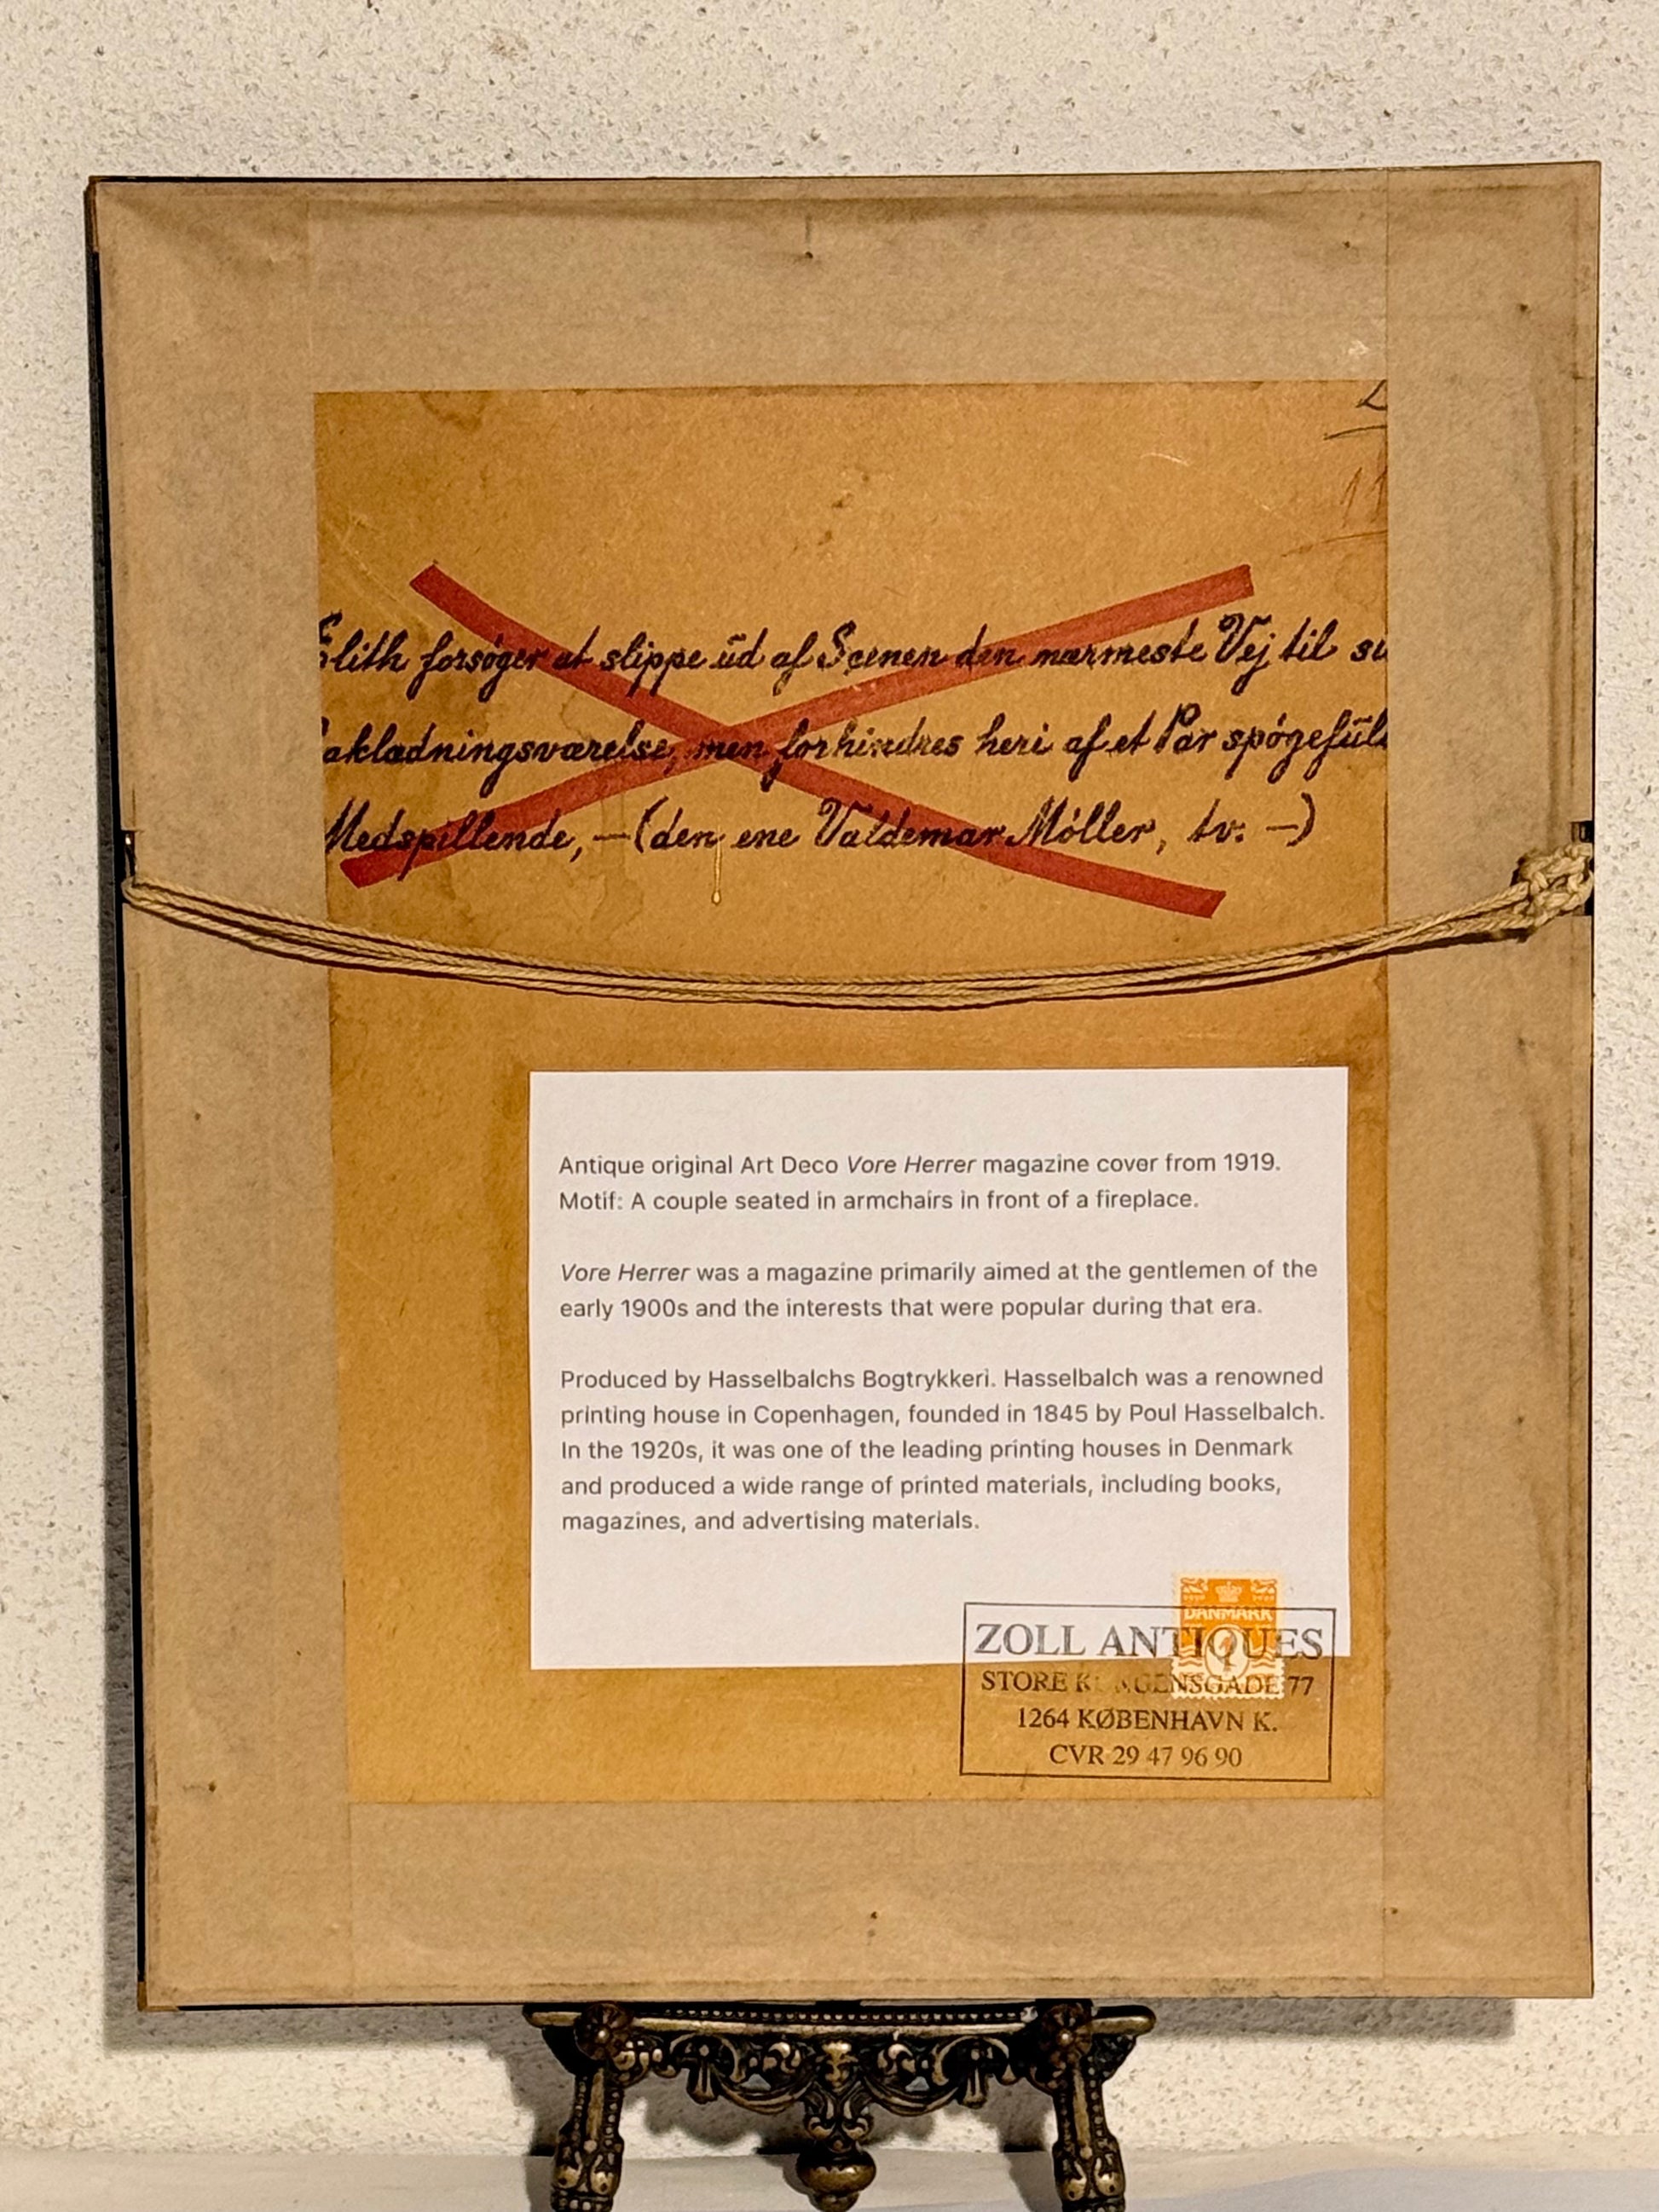 11
Elith forsøger at slippe ud af Scenen den nærmeste Vej til
men forhindres heri af et Par
Medspillende, — (den ene Valdemar Møller, tv. —)
Antique original Art Deco Vore Herrer magazine cover from 1919.
Motif: A couple seated in armchairs in front of a fireplace.
Vore Herrer was a magazine primarily aimed at the gentlemen of the
early 1900s and the interests that were popular during that era.
Produced by Hasselbalchs Bogtrykkeri. Hasselbalch was a renowned
printing house in Copenhagen, founded in 1845 by Poul Hasselbalch.
In the 1920s, it was one of the leading printing houses in Denmark
and produced a wide range of printed materials, including books,
magazines, and advertising materials.
DANMARK
1
ZOLL ANTIQUES
STORE KONGENSGADE 77
1264 KØBENHAVN K.
CVR 29 47 96 90